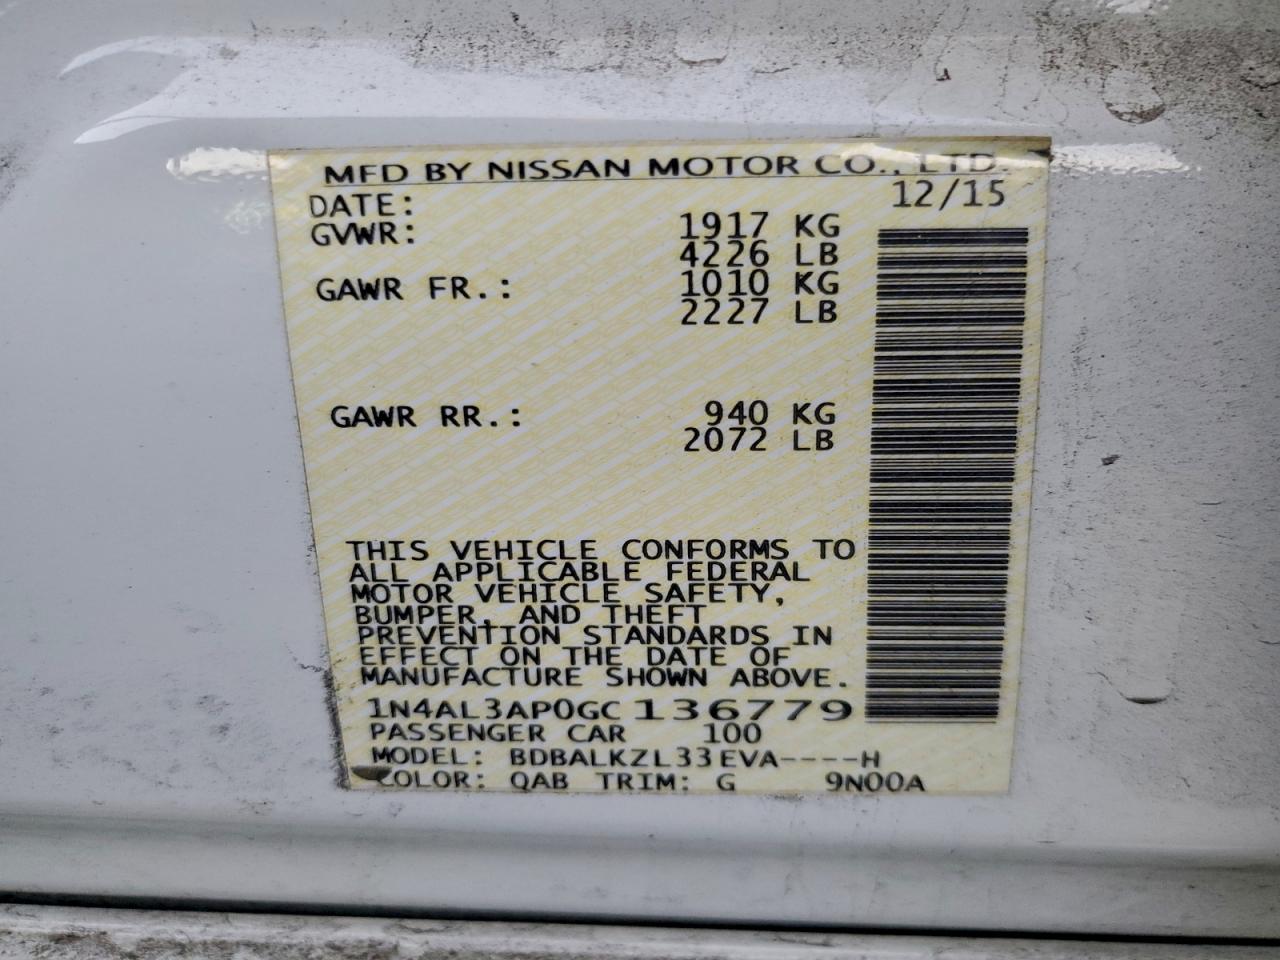 MFD BY NISSAN MOTOR CO., LTD.
DATE: 12/15
GVWR: 1917 KG
4226 LB
GAWR FR.: 1010 KG
2227 LB
GAWR RR.: 940 KG
2072 LB
THIS VEHICLE CONFORMS TO
ALL APPLICABLE FEDERAL
MOTOR VEHICLE SAFETY,
BUMPER, AND THEFT
PREVENTION STANDARDS IN
EFFECT ON THE DATE OF
MANUFACTURE SHOWN ABOVE.
1N4AL3AP0GC136779
PASSENGER CAR 100
MODEL: BDBALKZL33EVA----H
COLOR: QAB TRIM: G 9N00A